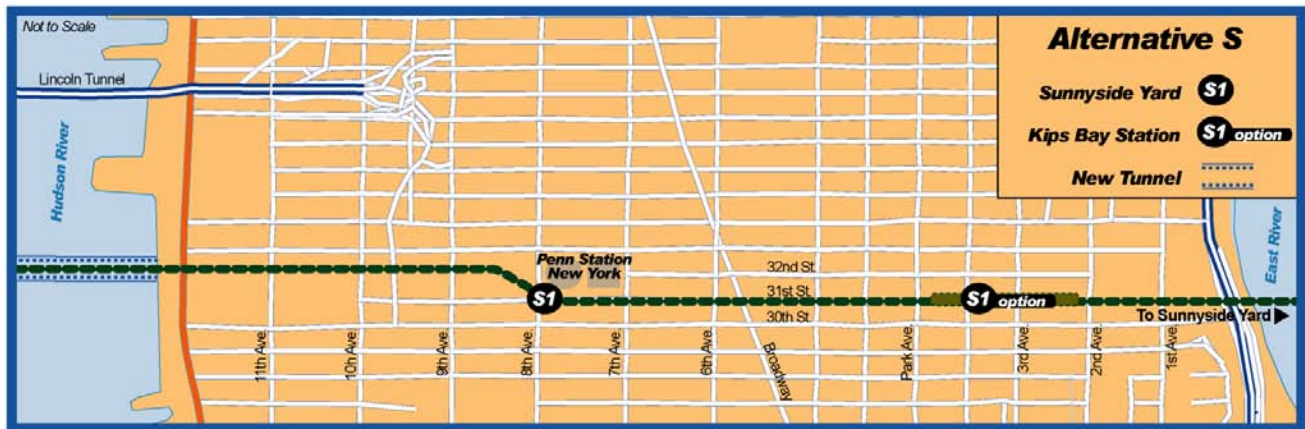 Not to Scale
Alternative S
Sunnyside Yard S1
Kips Bay Station S1 option
New Tunnel
Lincoln Tunnel
Hudson River
East River
Penn Station
New York
32nd St.
31st St.
30th St.
S1
S1 option
To Sunnyside Yard
11th Ave.
10th Ave.
9th Ave.
8th Ave.
7th Ave.
6th Ave.
Broadway
Park Ave.
3rd Ave.
2nd Ave.
1st Ave.